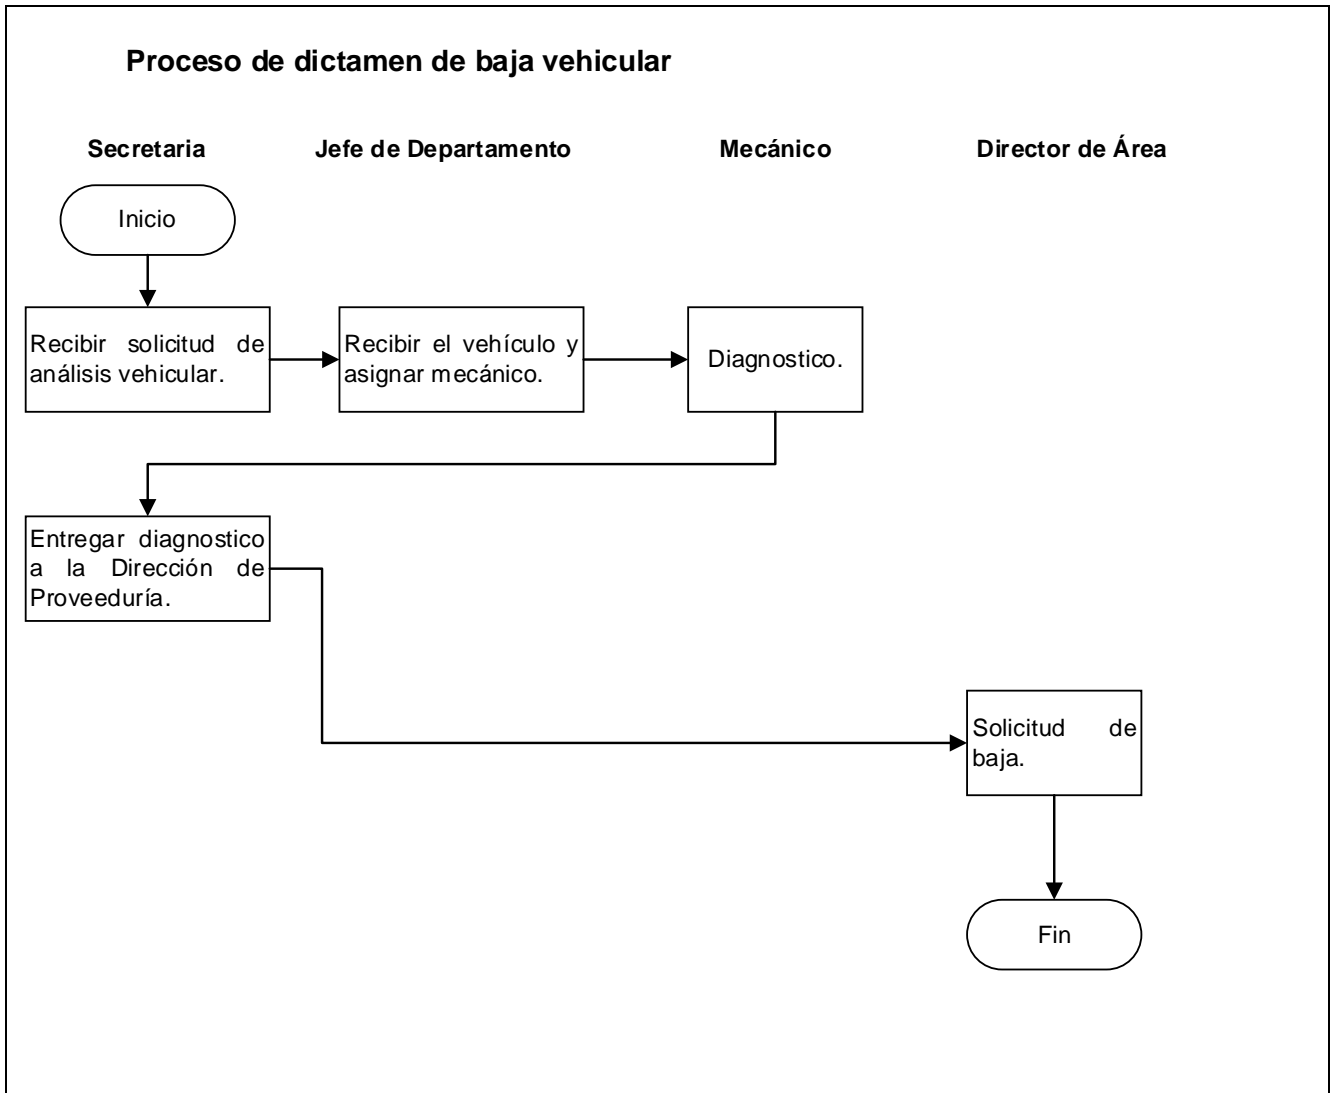 Proceso de dictamen de baja vehicular
Secretaria
Jefe de Departamento
Mecánico
Director de Área
Inicio
Recibir solicitud de
análisis vehicular.
Recibir el vehículo y
asignar mecánico.
Diagnostico.
Entregar diagnostico
a la Dirección de
Proveeduría.
Solicitud de
baja.
Fin